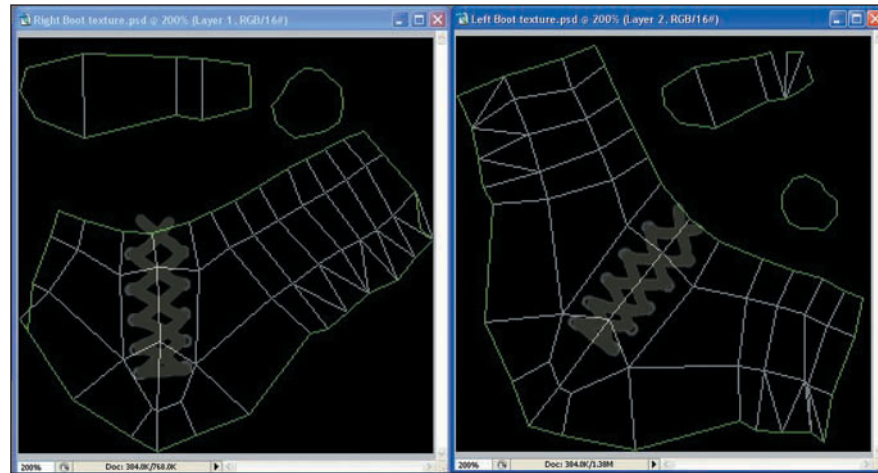 Right Boot texture.psd @ 200% (Layer 1, RGB/16#)
200%
Doc: 384.0K/768.0K
Left Boot texture.psd @ 200% (Layer 2, RGB/16#)
200%
Doc: 384.0K/1.38M